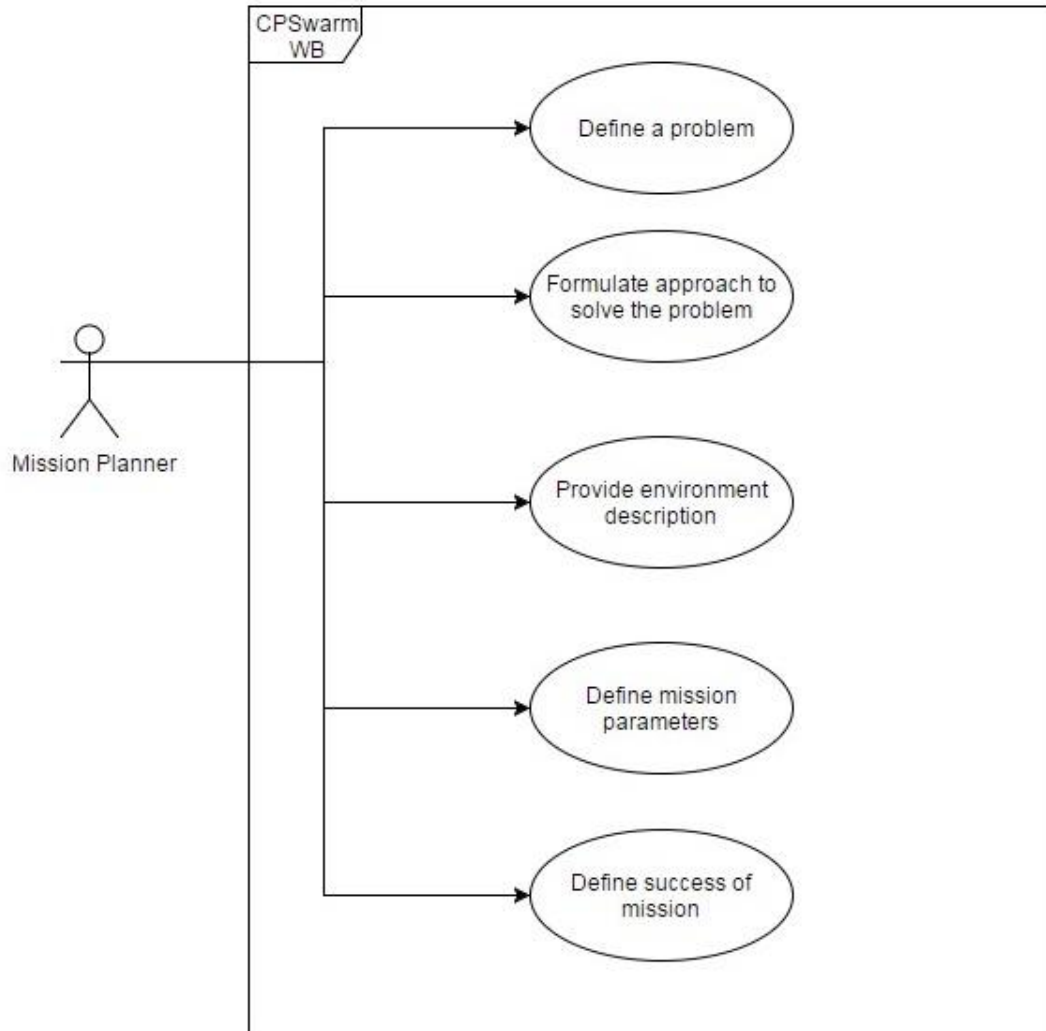 CPSwarm
WB
Define a problem
Formulate approach to
solve the problem
Mission Planner
Provide environment
description
Define mission
parameters
Define success of
mission